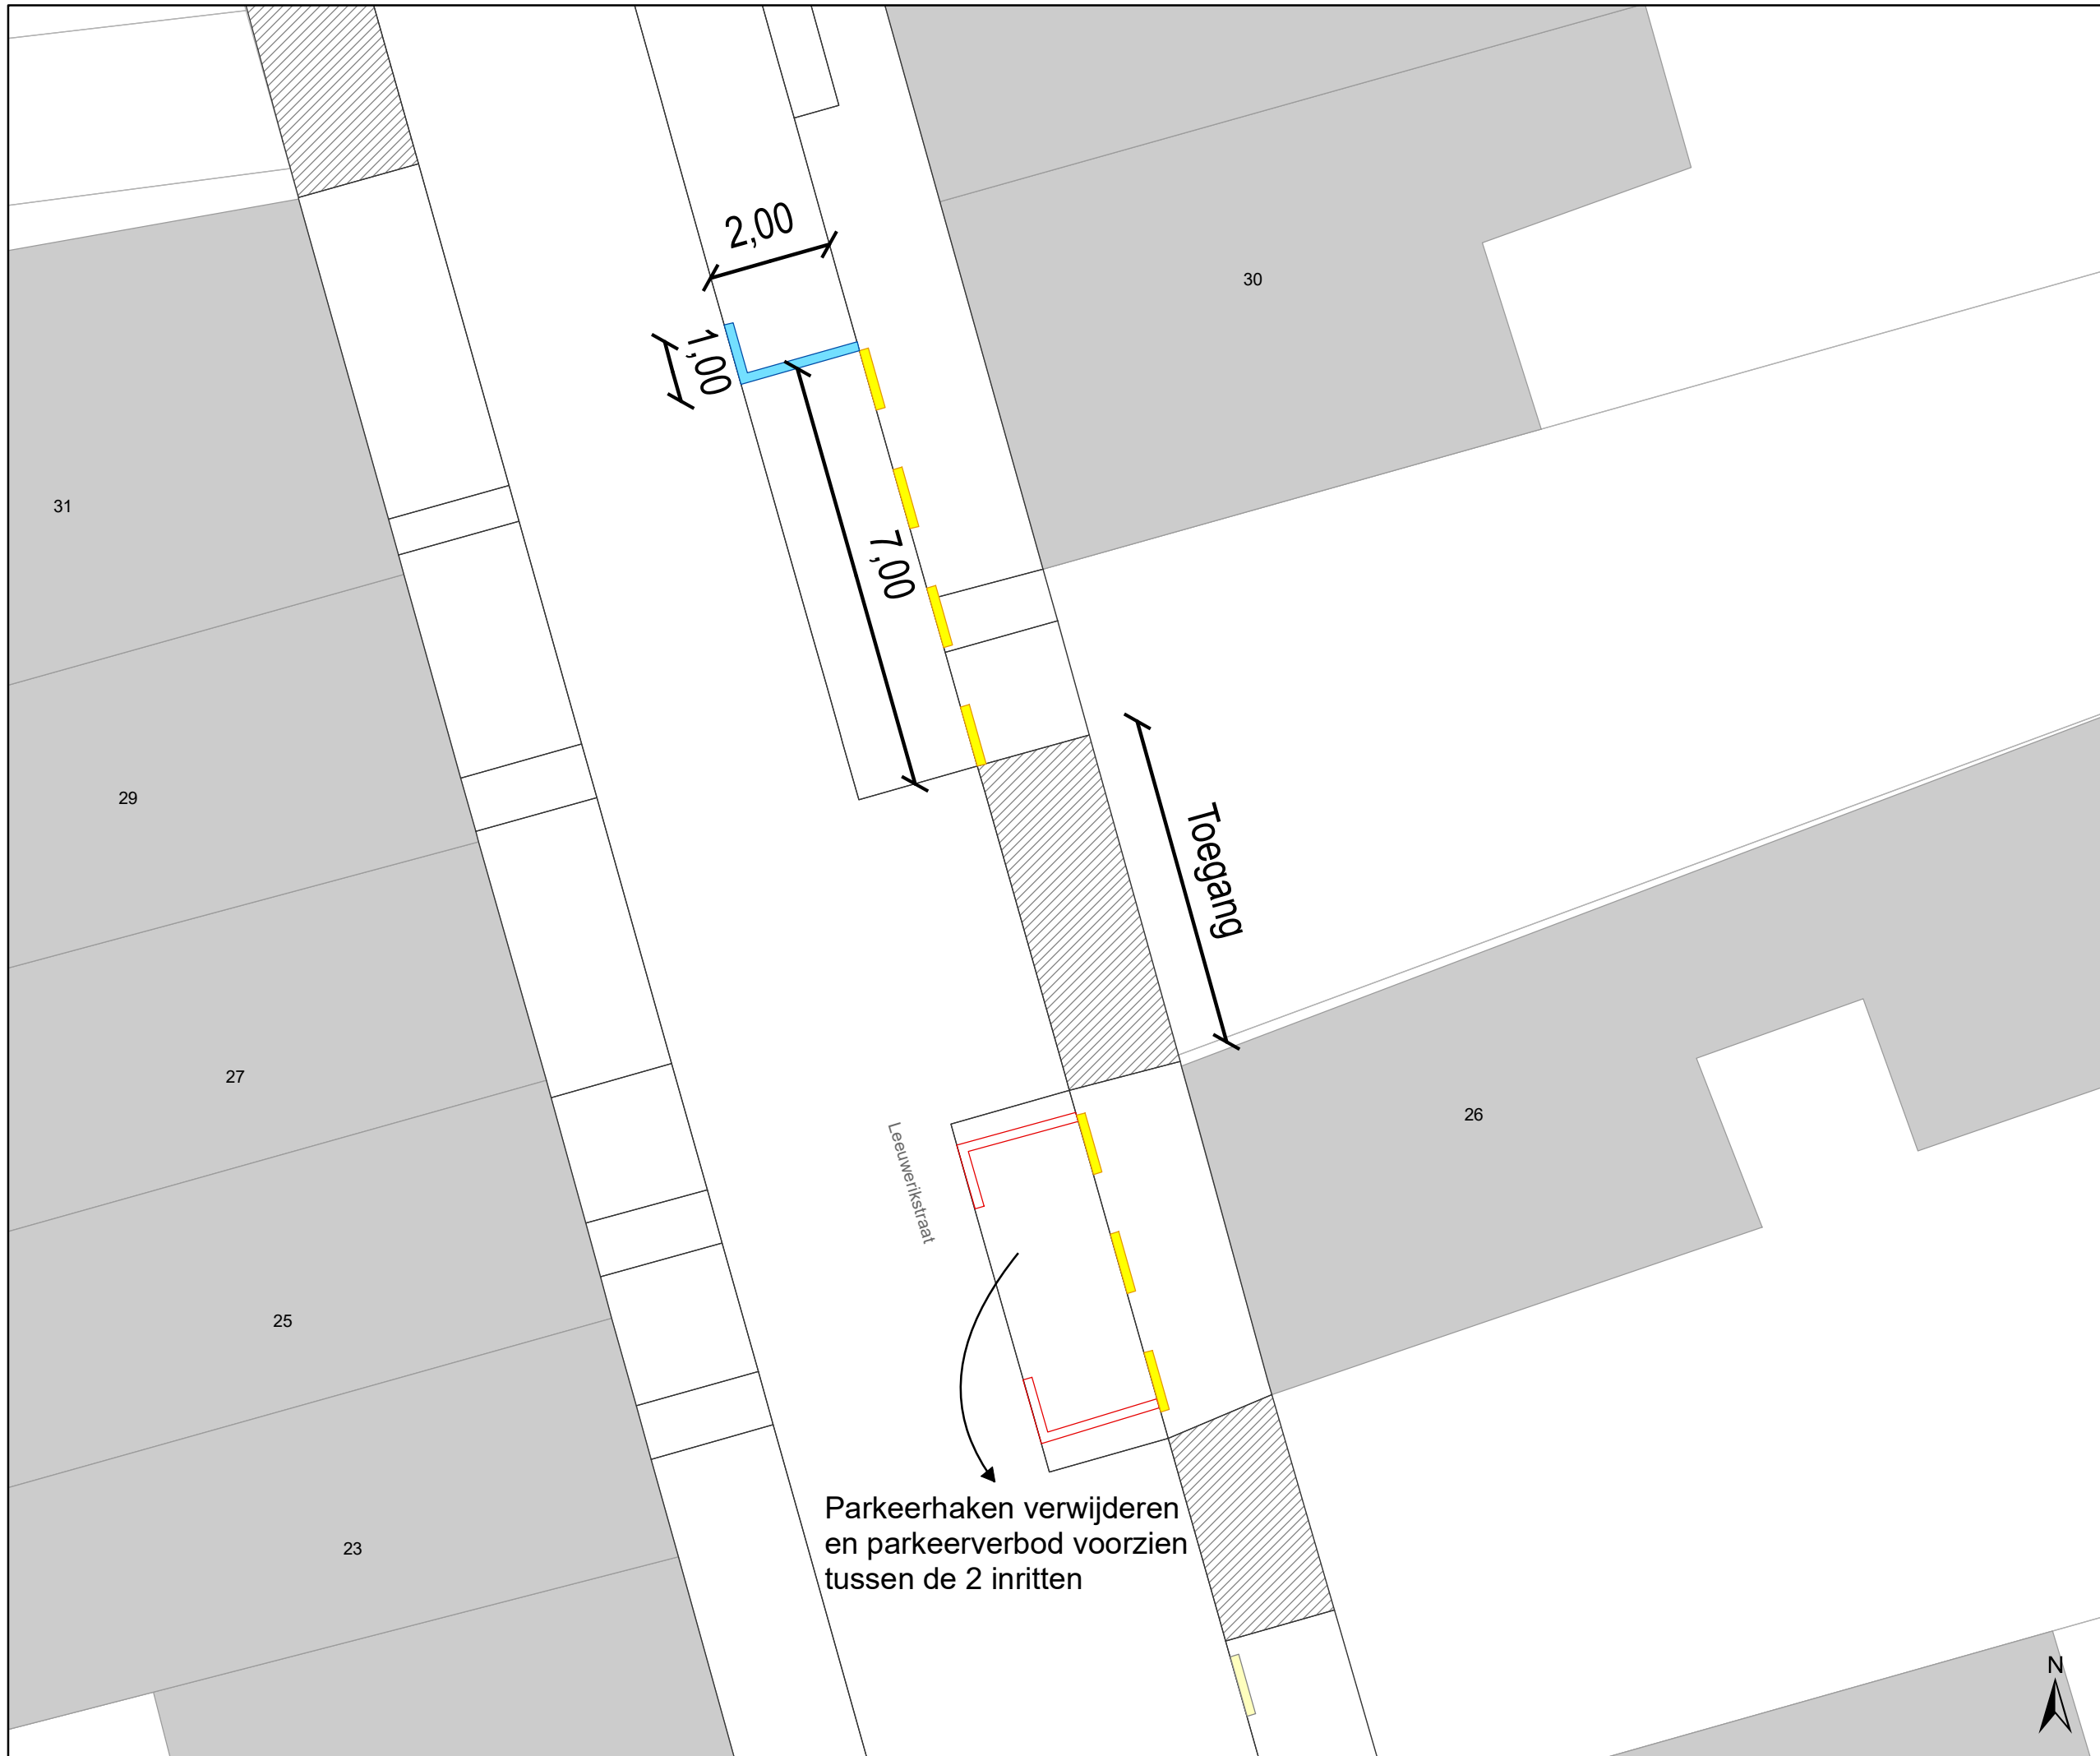 2,00
30
1,00
31
7,00
29
Toegang
27
26
Leeuwerikstraat
25
Parkeerhaken verwijderen
en parkeerverbod voorzien
tussen de 2 inritten
23
N